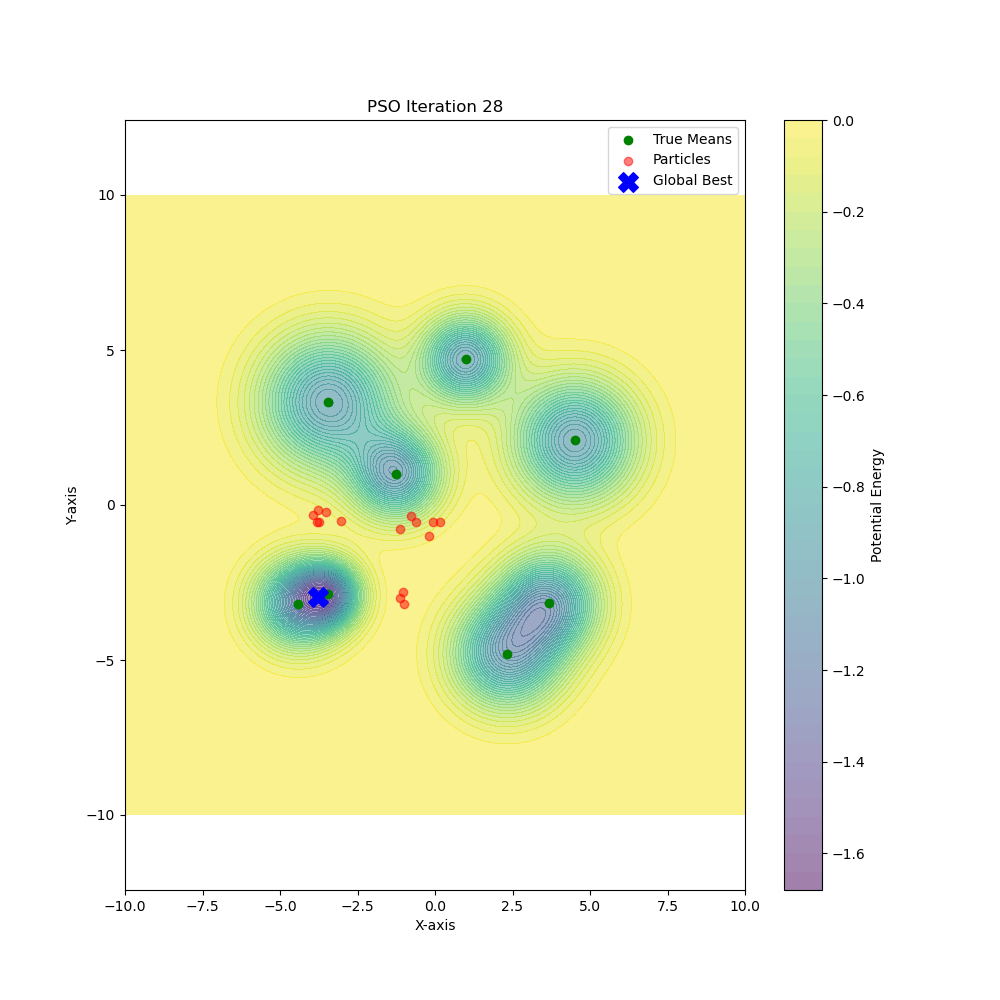 PSO Iteration 28
True Means
Particles
Global Best
Y-axis
10
5
0
−5
−10
−10.0 −7.5 −5.0 −2.5 0.0 2.5 5.0 7.5 10.0
X-axis
0.0
−0.2
−0.4
−0.6
−0.8
−1.0
−1.2
−1.4
−1.6
Potential Energy